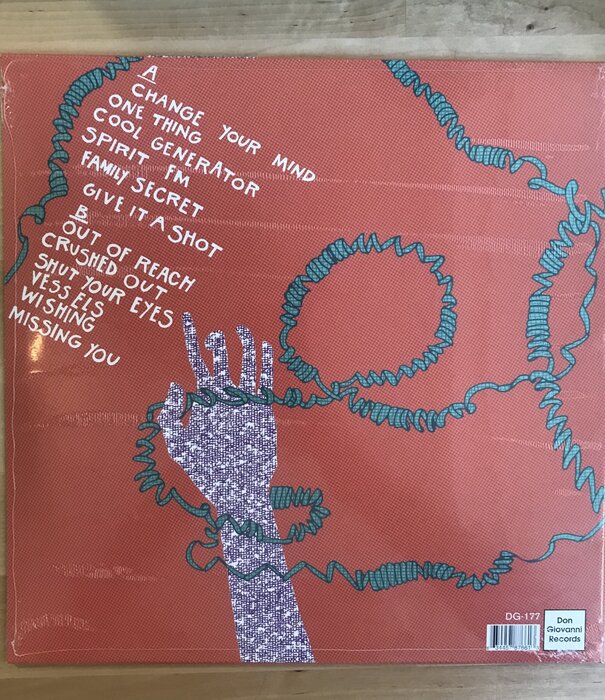 A
CHANGE YOUR MIND
ONE THING
COOL GENERATOR
SPIRIT FM
FAMILY SECRET
GIVE IT A SHOT
B
OUT OF REACH
CRUSHED OUT
SHUT YOUR EYES
VESSELS
WISHING
MISSING YOU
DG-177
Don
Giovanni
Records